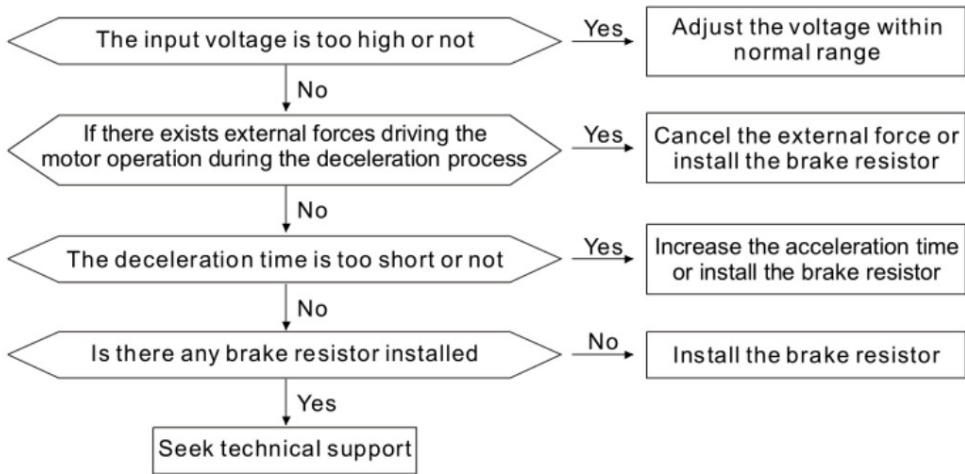 The input voltage is too high or not
Yes
Adjust the voltage within
normal range
No
If there exists external forces driving the
motor operation during the deceleration process
Yes
Cancel the external force or
install the brake resistor
No
The deceleration time is too short or not
Yes
Increase the acceleration time
or install the brake resistor
No
Is there any brake resistor installed
No
Install the brake resistor
Yes
Seek technical support